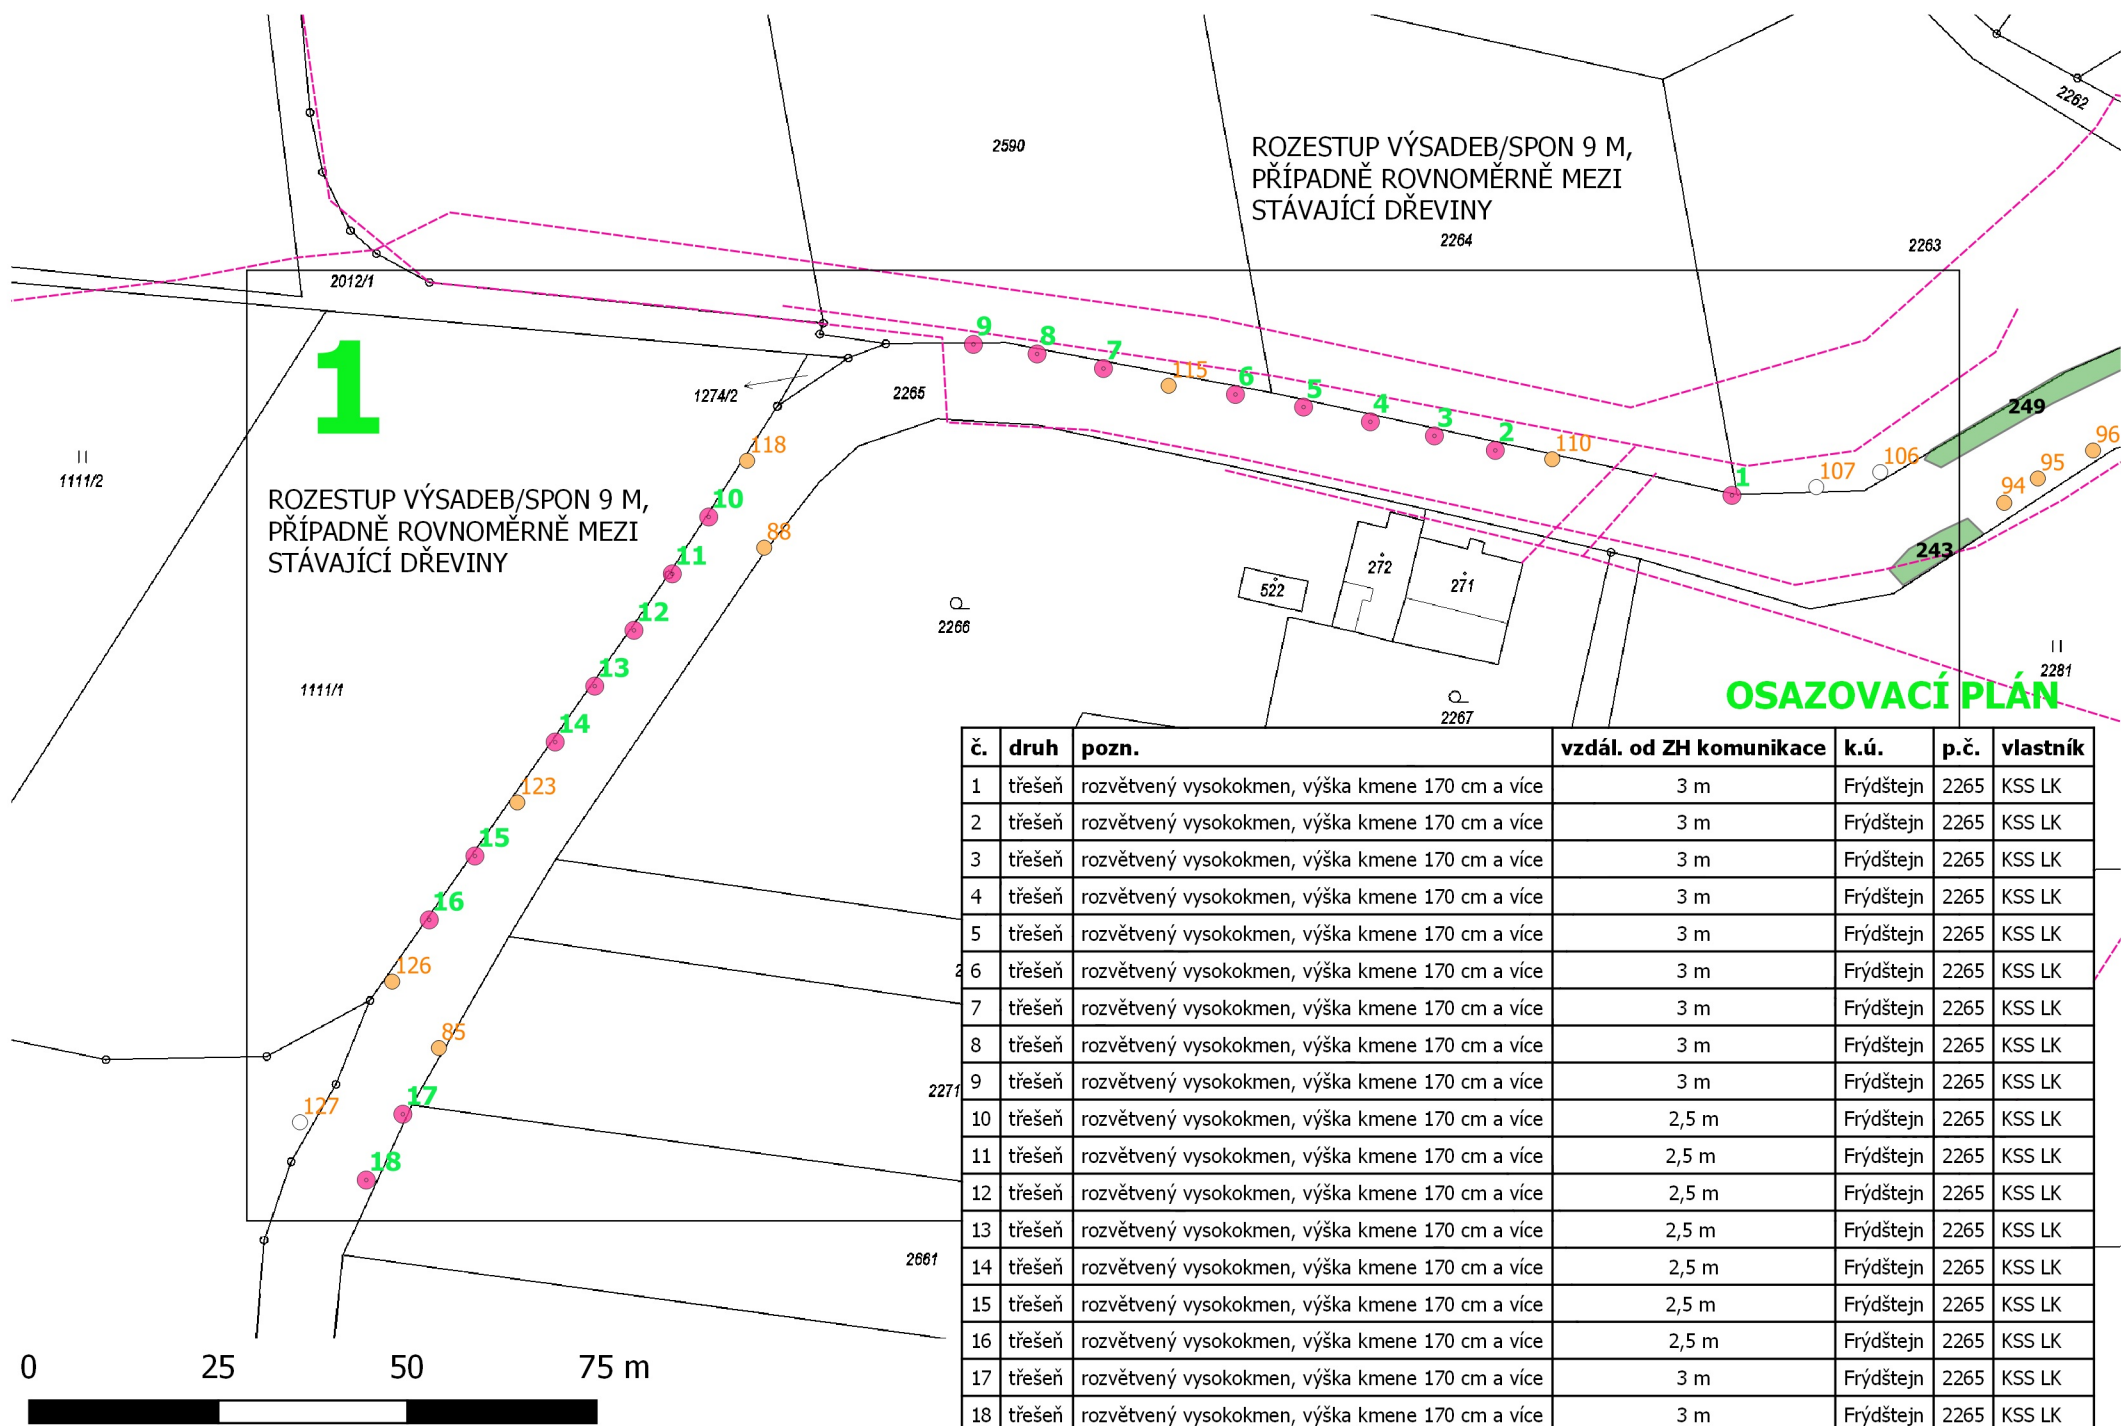 2262
2590
ROZESTUP VÝSADEB/SPON 9 M,
PŘÍPADNĚ ROVNOMĚRNĚ MEZI
STÁVAJÍCÍ DŘEVINY
2264
2263
2012/1
9
8
7
115
6
5
4
3
2
110
1
107
106
249
96
95
94
243
1
1274/2
2265
1111/2
118
ROZESTUP VÝSADEB/SPON 9 M,
PŘÍPADNĚ ROVNOMĚRNĚ MEZI
STÁVAJÍCÍ DŘEVINY
10
88
11
12
13
14
123
15
16
126
85
17
127
18
1111/1
522
272
271
2266
2267
2281
2271
2661
OSAZOVACÍ PLÁN
č. druh pozn. vzdál. od ZH komunikace k.ú. p.č. vlastník
1 třešeň rozvětvený vysokokmen, výška kmene 170 cm a více 3 m Frýdštejn 2265 KSS LK
2 třešeň rozvětvený vysokokmen, výška kmene 170 cm a více 3 m Frýdštejn 2265 KSS LK
3 třešeň rozvětvený vysokokmen, výška kmene 170 cm a více 3 m Frýdštejn 2265 KSS LK
4 třešeň rozvětvený vysokokmen, výška kmene 170 cm a více 3 m Frýdštejn 2265 KSS LK
5 třešeň rozvětvený vysokokmen, výška kmene 170 cm a více 3 m Frýdštejn 2265 KSS LK
6 třešeň rozvětvený vysokokmen, výška kmene 170 cm a více 3 m Frýdštejn 2265 KSS LK
7 třešeň rozvětvený vysokokmen, výška kmene 170 cm a více 3 m Frýdštejn 2265 KSS LK
8 třešeň rozvětvený vysokokmen, výška kmene 170 cm a více 3 m Frýdštejn 2265 KSS LK
9 třešeň rozvětvený vysokokmen, výška kmene 170 cm a více 3 m Frýdštejn 2265 KSS LK
10 třešeň rozvětvený vysokokmen, výška kmene 170 cm a více 2,5 m Frýdštejn 2265 KSS LK
11 třešeň rozvětvený vysokokmen, výška kmene 170 cm a více 2,5 m Frýdštejn 2265 KSS LK
12 třešeň rozvětvený vysokokmen, výška kmene 170 cm a více 2,5 m Frýdštejn 2265 KSS LK
13 třešeň rozvětvený vysokokmen, výška kmene 170 cm a více 2,5 m Frýdštejn 2265 KSS LK
14 třešeň rozvětvený vysokokmen, výška kmene 170 cm a více 2,5 m Frýdštejn 2265 KSS LK
15 třešeň rozvětvený vysokokmen, výška kmene 170 cm a více 2,5 m Frýdštejn 2265 KSS LK
16 třešeň rozvětvený vysokokmen, výška kmene 170 cm a více 2,5 m Frýdštejn 2265 KSS LK
17 třešeň rozvětvený vysokokmen, výška kmene 170 cm a více 3 m Frýdštejn 2265 KSS LK
18 třešeň rozvětvený vysokokmen, výška kmene 170 cm a více 3 m Frýdštejn 2265 KSS LK
0 25 50 75 m